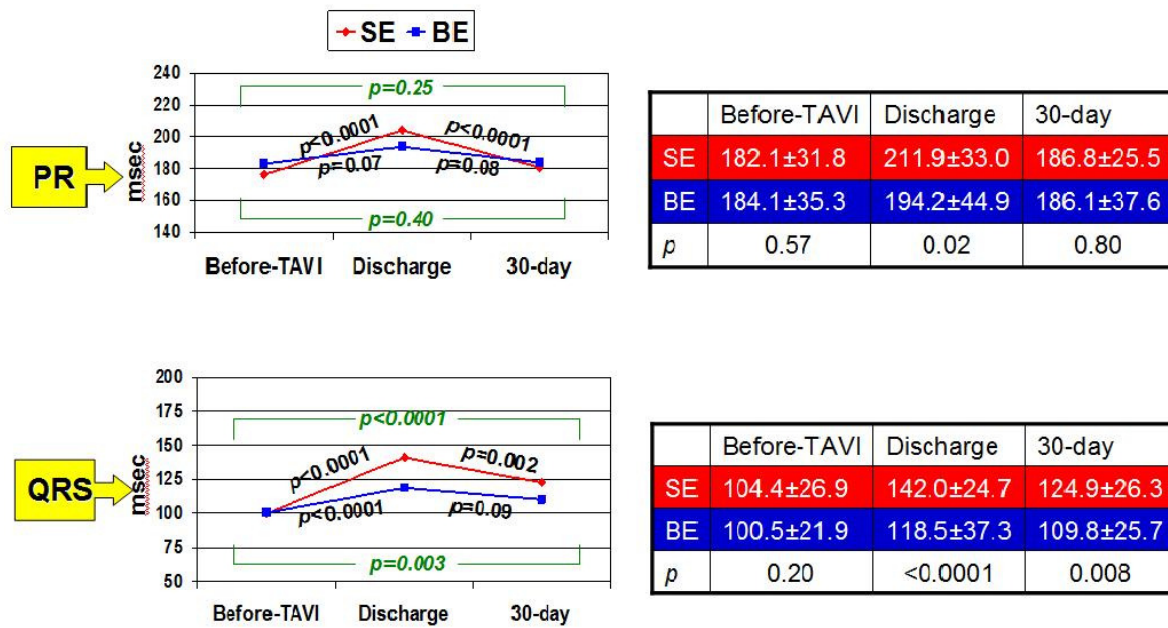 SE BE
240
220
200
180
160
140
msec
PR
p=0.25
p<0.0001 p<0.0001
p=0.07 p=0.08
p=0.40
Before-TAVI Discharge 30-day
Before-TAVI Discharge 30-day
SE 182.1±31.8 211.9±33.0 186.8±25.5
BE 184.1±35.3 194.2±44.9 186.1±37.6
p 0.57 0.02 0.80
200
175
150
125
100
75
50
msec
QRS
p<0.0001
p<0.0001 p=0.002
p<0.0001 p=0.09
p=0.003
Before-TAVI Discharge 30-day
Before-TAVI Discharge 30-day
SE 104.4±26.9 142.0±24.7 124.9±26.3
BE 100.5±21.9 118.5±37.3 109.8±25.7
p 0.20 <0.0001 0.008